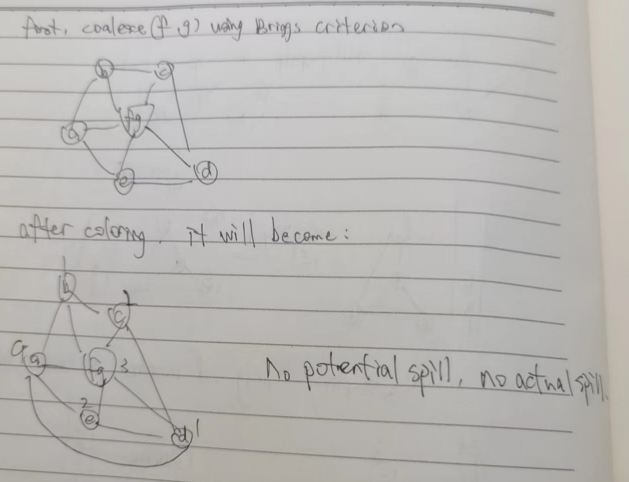 first, coalesce (f g) using Briggs criterion
b c
a fg
e d
after coloring, it will become:
1
b 2
c
a fg 3
2
e d 1
No potential spill, no actual spill.